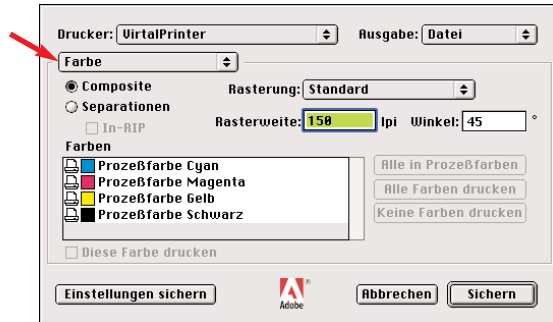 Drucker: VirtalPrinter Ausgabe: Datei
Farbe
Composite Rasterung: Standard
Separationen
In-RIP Rasterweite: 150 lpi Winkel: 45 °
Farben
Prozeßfarbe Cyan Alle in Prozeßfarben
Prozeßfarbe Magenta Alle Farben drucken
Prozeßfarbe Gelb
Prozeßfarbe Schwarz Keine Farben drucken
Diese Farbe drucken
Einstellungen sichern Adobe ® Abbrechen Sichern